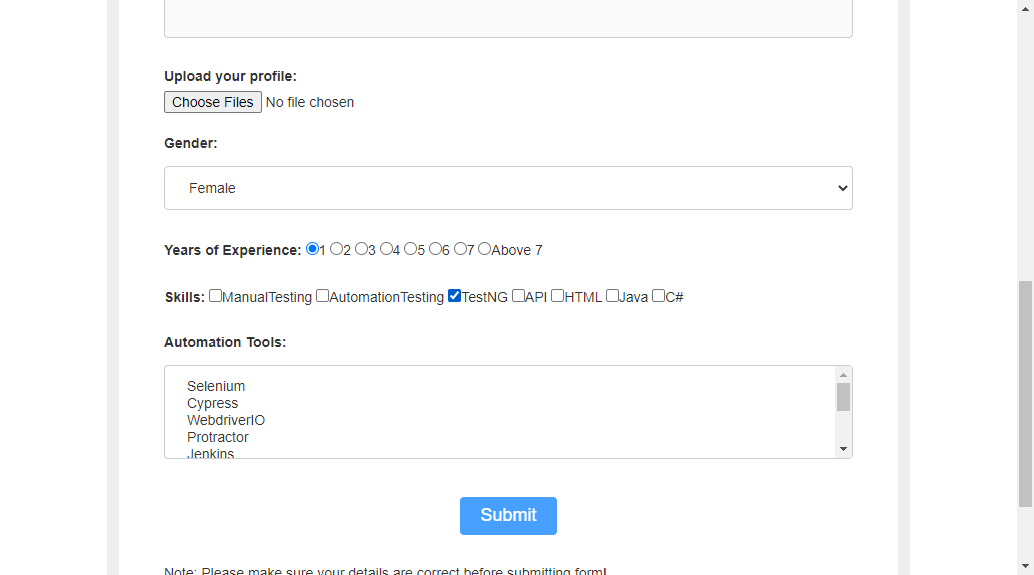 Upload your profile:
Choose Files No file chosen
Gender:
Female
Years of Experience: 1 2 3 4 5 6 7 Above 7
Skills: ManualTesting AutomationTesting TestNG API HTML Java C#
Automation Tools:
Selenium
Cypress
WebdriverIO
Protractor
Jenkins
Submit
Note: Please make sure your details are correct before submitting form!